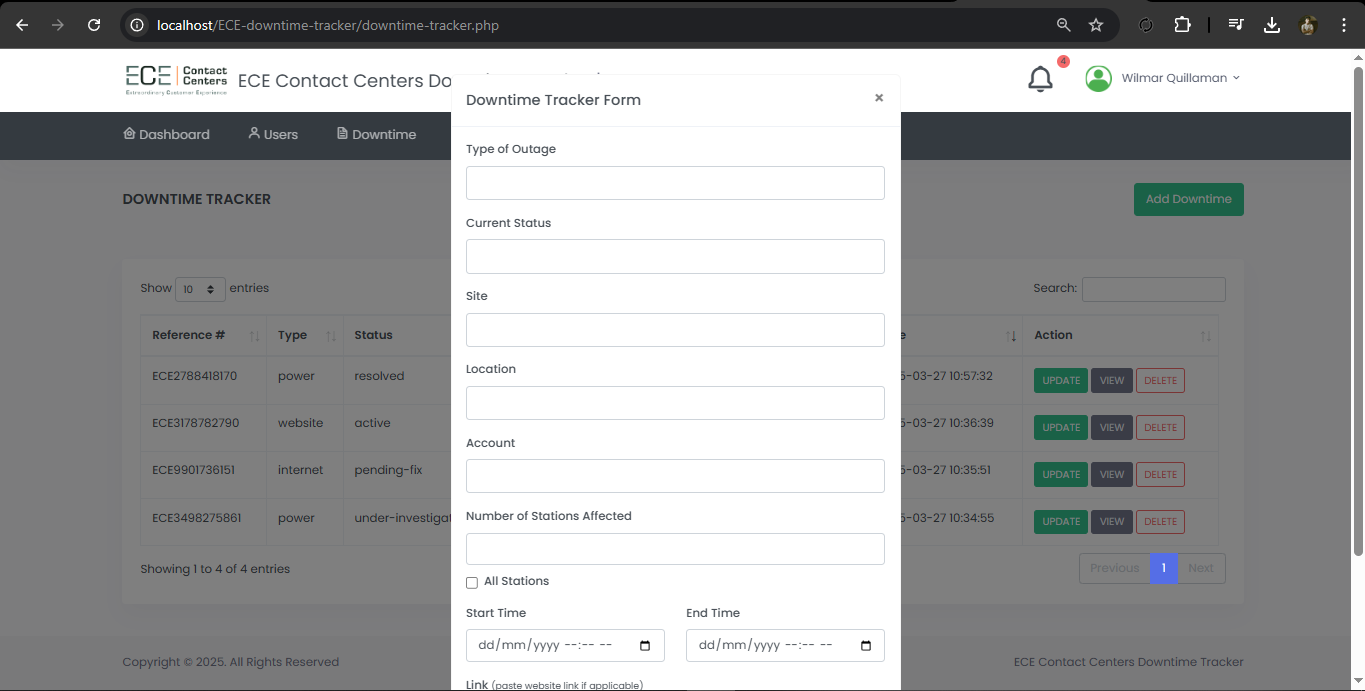 localhost/ECE-downtime-tracker/downtime-tracker.php
ECE Contact Centers
Extraordinary Customer Experience
ECE Contact Centers Do
4
Wilmar Quillaman
Dashboard Users Downtime
DOWNTIME TRACKER
Add Downtime
Show 10 entries
Search:
Reference # Type Status e Action
ECE2788418170 power resolved 5-03-27 10:57:32 UPDATE VIEW DELETE
ECE3178782790 website active 5-03-27 10:36:39 UPDATE VIEW DELETE
ECE9901736151 internet pending-fix 5-03-27 10:35:51 UPDATE VIEW DELETE
ECE3498275861 power under-investigat 5-03-27 10:34:55 UPDATE VIEW DELETE
Showing 1 to 4 of 4 entries
Previous 1 Next
Copyright © 2025. All Rights Reserved
ECE Contact Centers Downtime Tracker
Downtime Tracker Form ×
Type of Outage
Current Status
Site
Location
Account
Number of Stations Affected
All Stations
Start Time End Time
dd/mm/yyyy --:-- -- dd/mm/yyyy --:-- --
Link (paste website link if applicable)